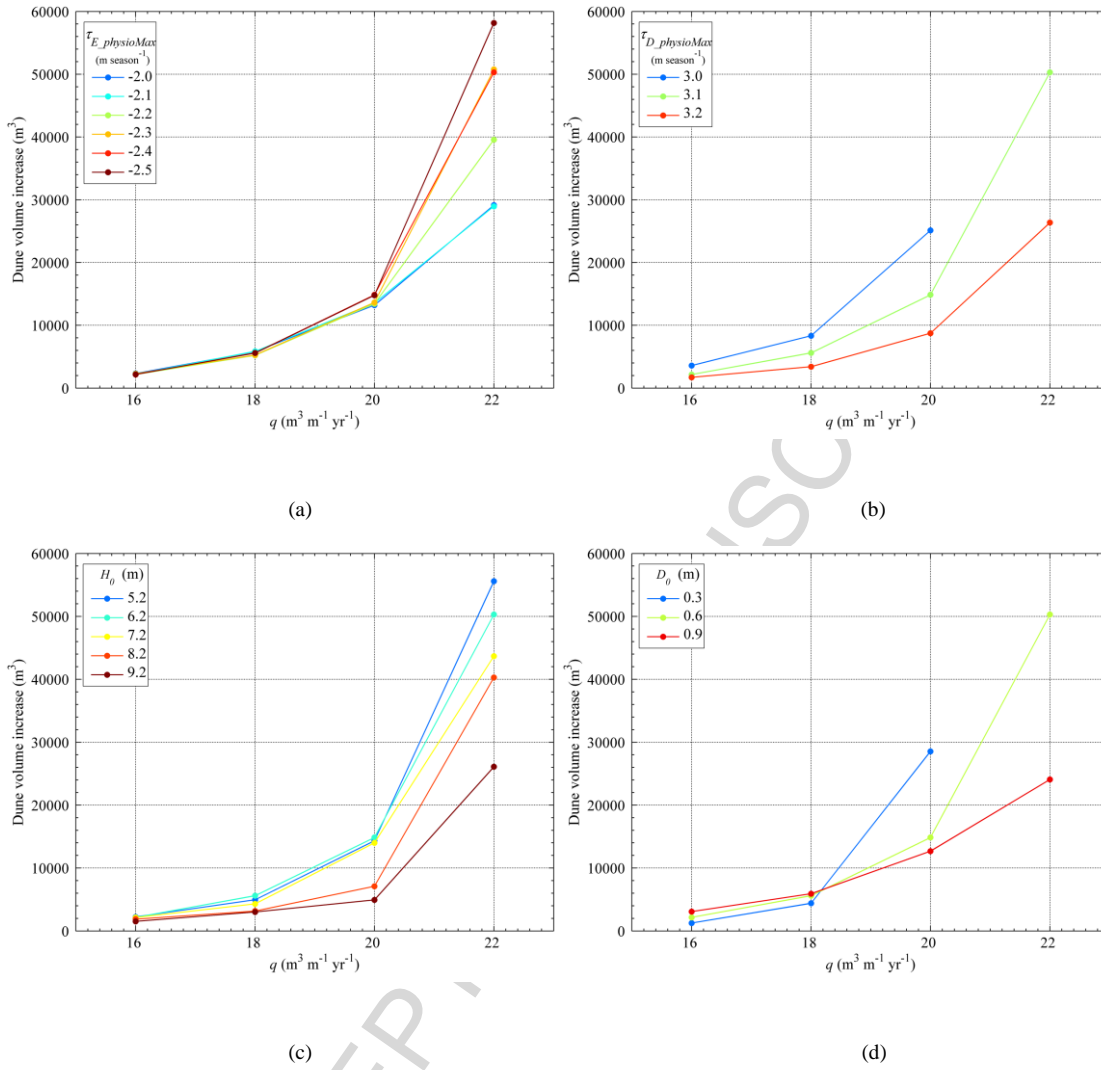 60000
50000
40000
30000
20000
10000
0
Dune volume increase (m³)
τ_E_physioMax
(m season⁻¹)
-2.0
-2.1
-2.2
-2.3
-2.4
-2.5
16 18 20 22
q (m³ m⁻¹ yr⁻¹)
(a)
60000
50000
40000
30000
20000
10000
0
Dune volume increase (m³)
τ_D_physioMax
(m season⁻¹)
3.0
3.1
3.2
16 18 20 22
q (m³ m⁻¹ yr⁻¹)
(b)
60000
50000
40000
30000
20000
10000
0
Dune volume increase (m³)
H₀ (m)
5.2
6.2
7.2
8.2
9.2
16 18 20 22
q (m³ m⁻¹ yr⁻¹)
(c)
60000
50000
40000
30000
20000
10000
0
Dune volume increase (m³)
D₀ (m)
0.3
0.6
0.9
16 18 20 22
q (m³ m⁻¹ yr⁻¹)
(d)